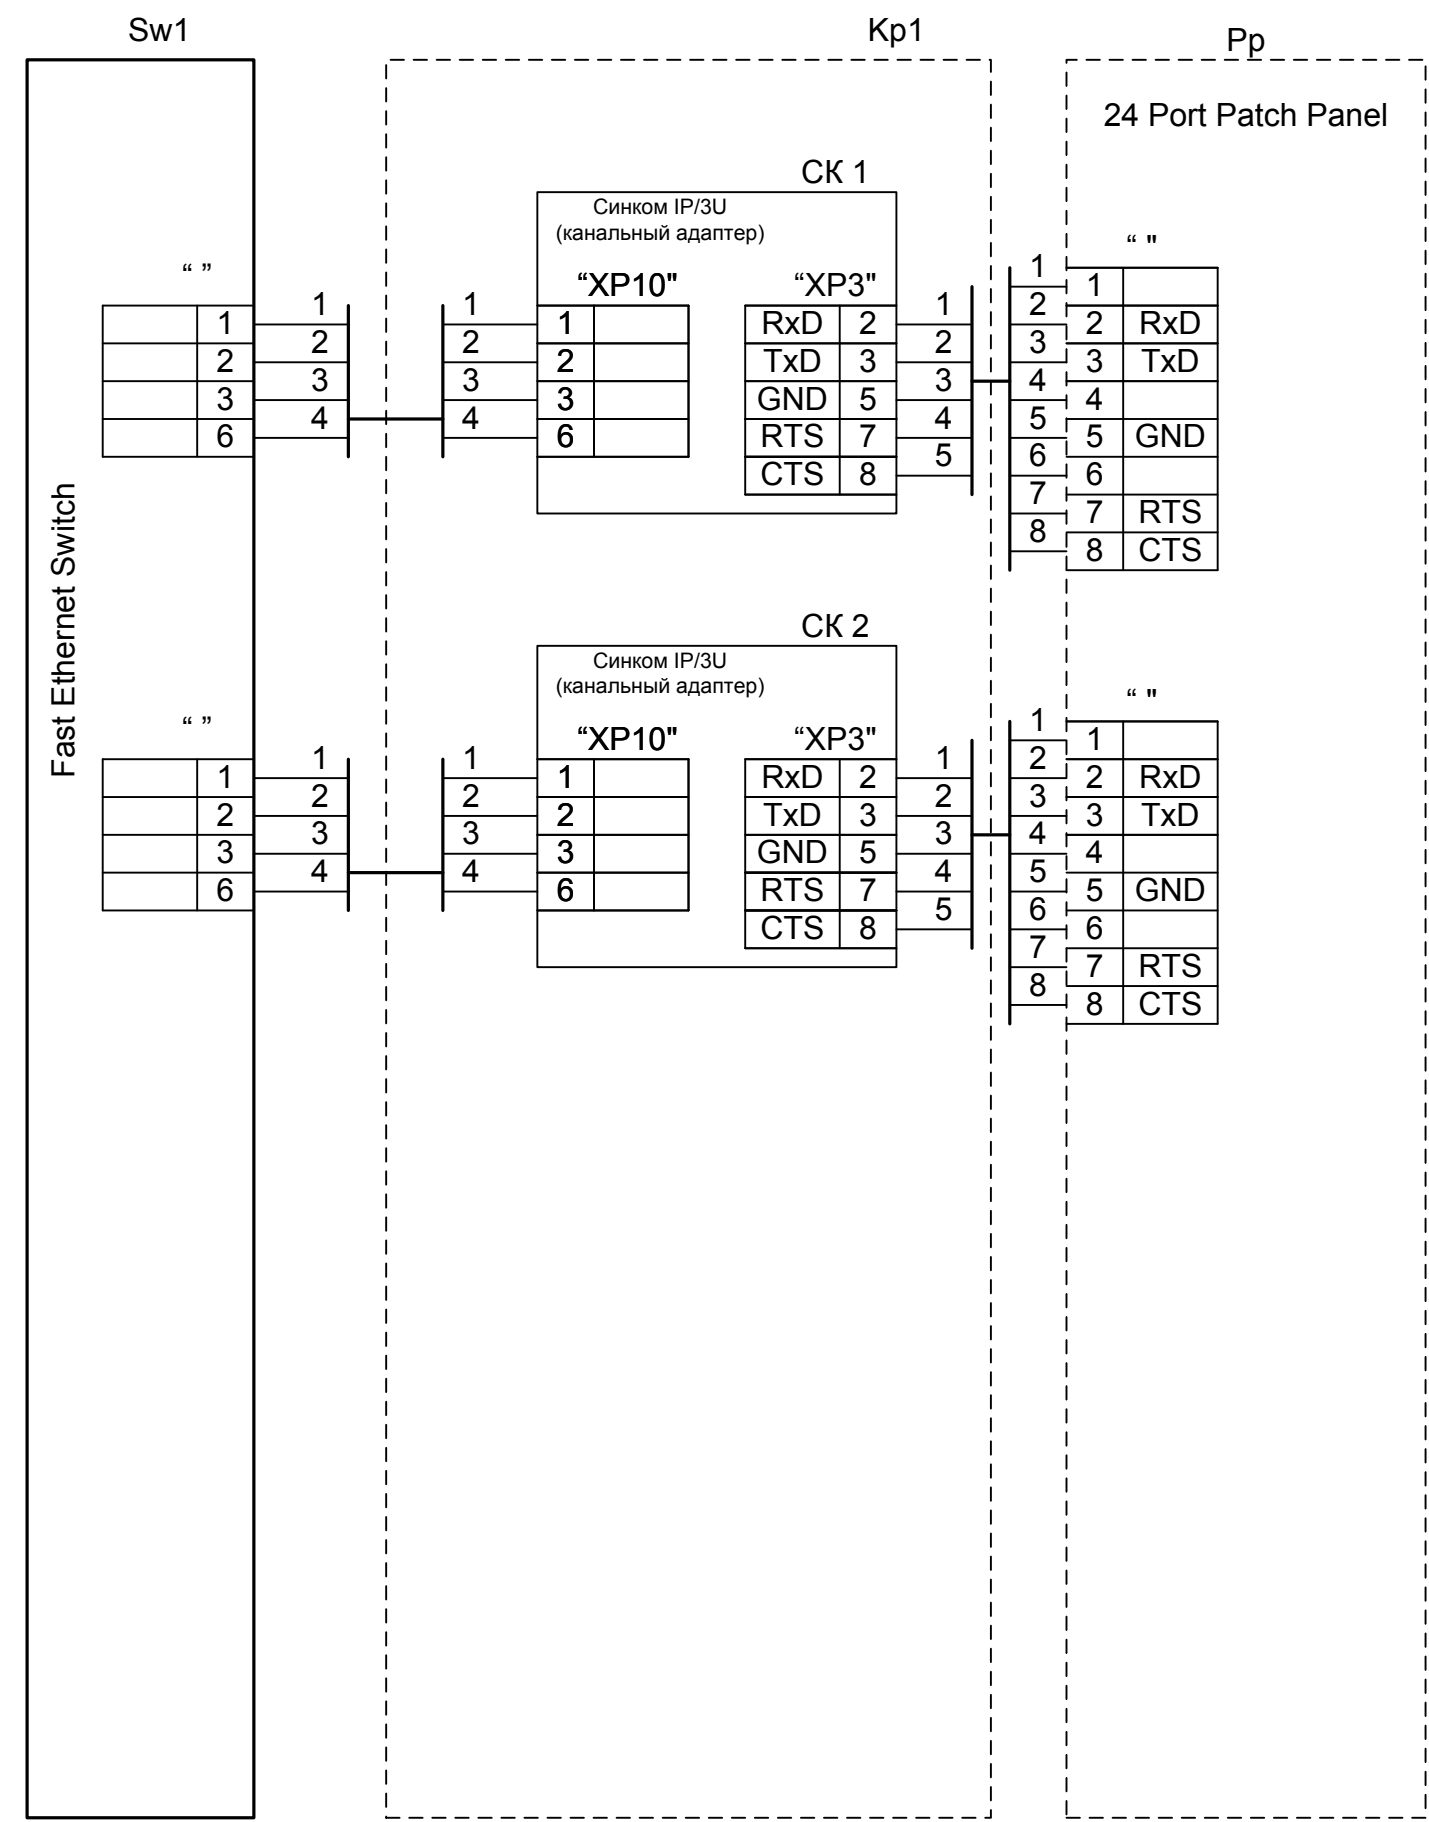 Sw1
Kp1
Pp
24 Port Patch Panel
Fast Ethernet Switch
СК 1
Синком IP/3U
(канальный адаптер)
“ ”
1
2
3
6
1
2
3
4
1
2
3
4
“XP10"
1
2
3
6
“XP3"
RxD 2
TxD 3
GND 5
RTS 7
CTS 8
1
2
3
4
5
1
2
3
4
5
6
7
8
“ "
1
2 RxD
3 TxD
4
5 GND
6
7 RTS
8 CTS
СК 2
Синком IP/3U
(канальный адаптер)
“ ”
1
2
3
6
1
2
3
4
1
2
3
4
“XP10"
1
2
3
6
“XP3"
RxD 2
TxD 3
GND 5
RTS 7
CTS 8
1
2
3
4
5
1
2
3
4
5
6
7
8
“ "
1
2 RxD
3 TxD
4
5 GND
6
7 RTS
8 CTS